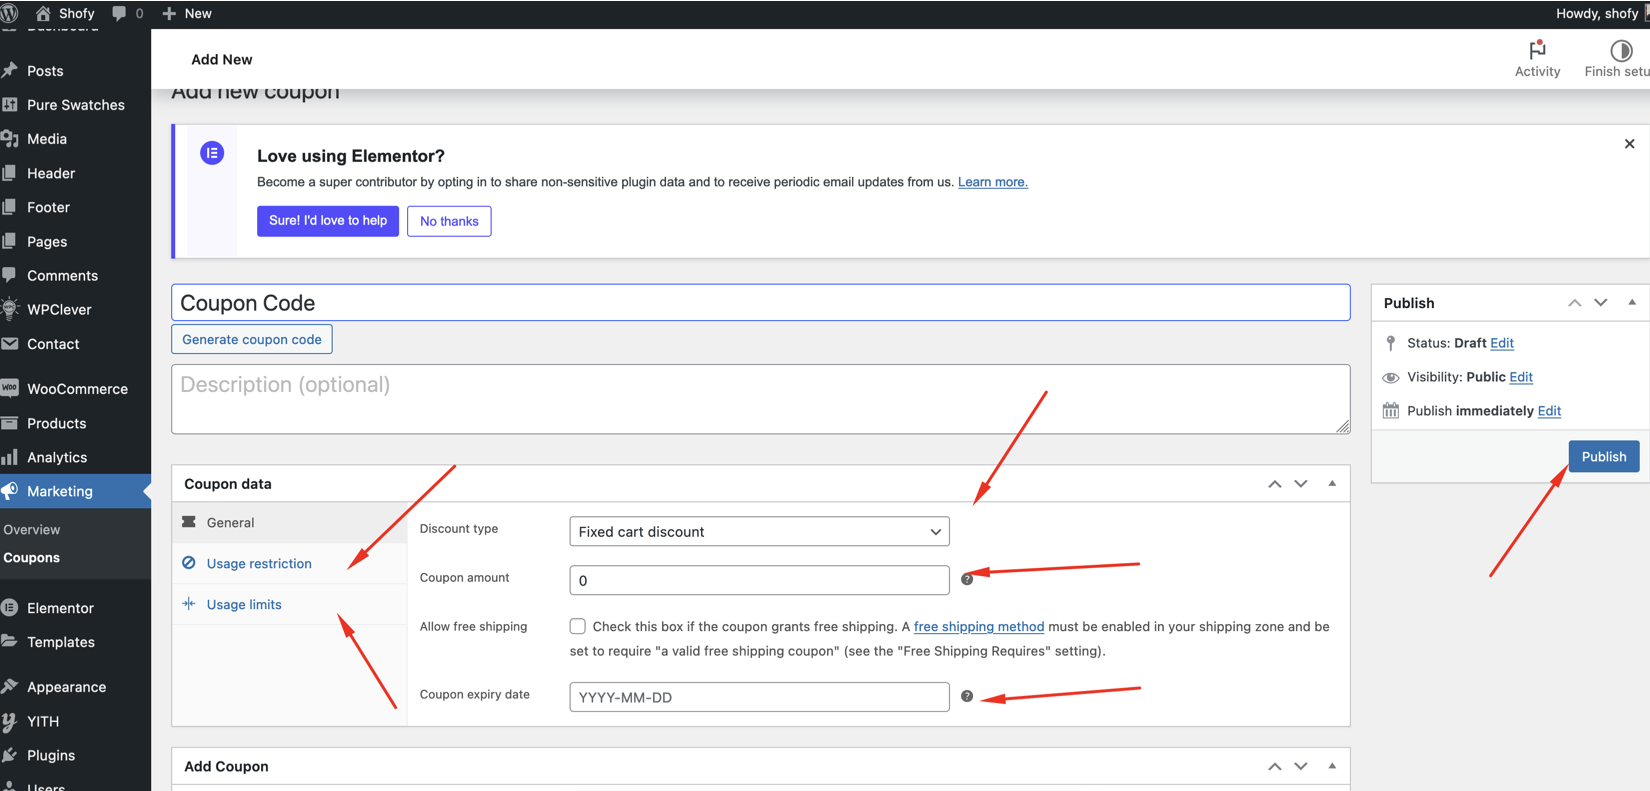 Shofy
0
New
Howdy, shofy
Dashboard
Posts
Pure Swatches
Media
Header
Footer
Pages
Comments
WPClever
Contact
WooCommerce
Products
Analytics
Marketing
Overview
Coupons
Elementor
Templates
Appearance
YITH
Plugins
Users
Add New
Activity
Finish setu
Add new coupon
Love using Elementor?
Become a super contributor by opting in to share non-sensitive plugin data and to receive periodic email updates from us. Learn more.
Sure! I'd love to help
No thanks
Coupon Code
Generate coupon code
Description (optional)
Coupon data
General
Usage restriction
Usage limits
Discount type
Fixed cart discount
Coupon amount
0
Allow free shipping
Check this box if the coupon grants free shipping. A free shipping method must be enabled in your shipping zone and be
set to require "a valid free shipping coupon" (see the "Free Shipping Requires" setting).
Coupon expiry date
YYYY-MM-DD
Add Coupon
Publish
Status: Draft Edit
Visibility: Public Edit
Publish immediately Edit
Publish